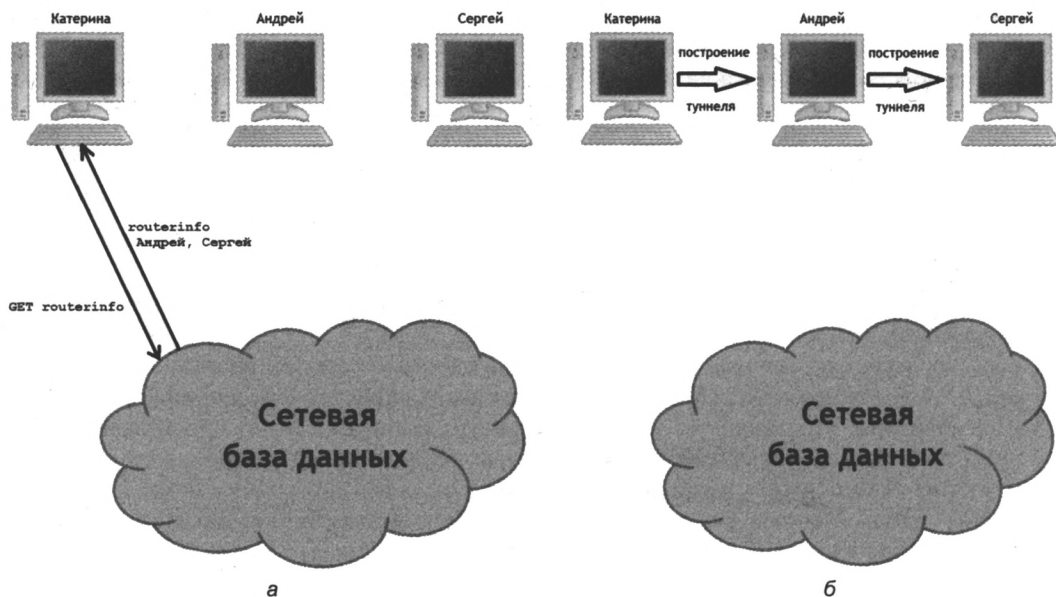 Катерина
Андрей
Сергей
routerinfo
Андрей, Сергей
GET routerinfo
Сетевая
база данных
а
Катерина
Андрей
Сергей
построение
туннеля
построение
туннеля
Сетевая
база данных
б